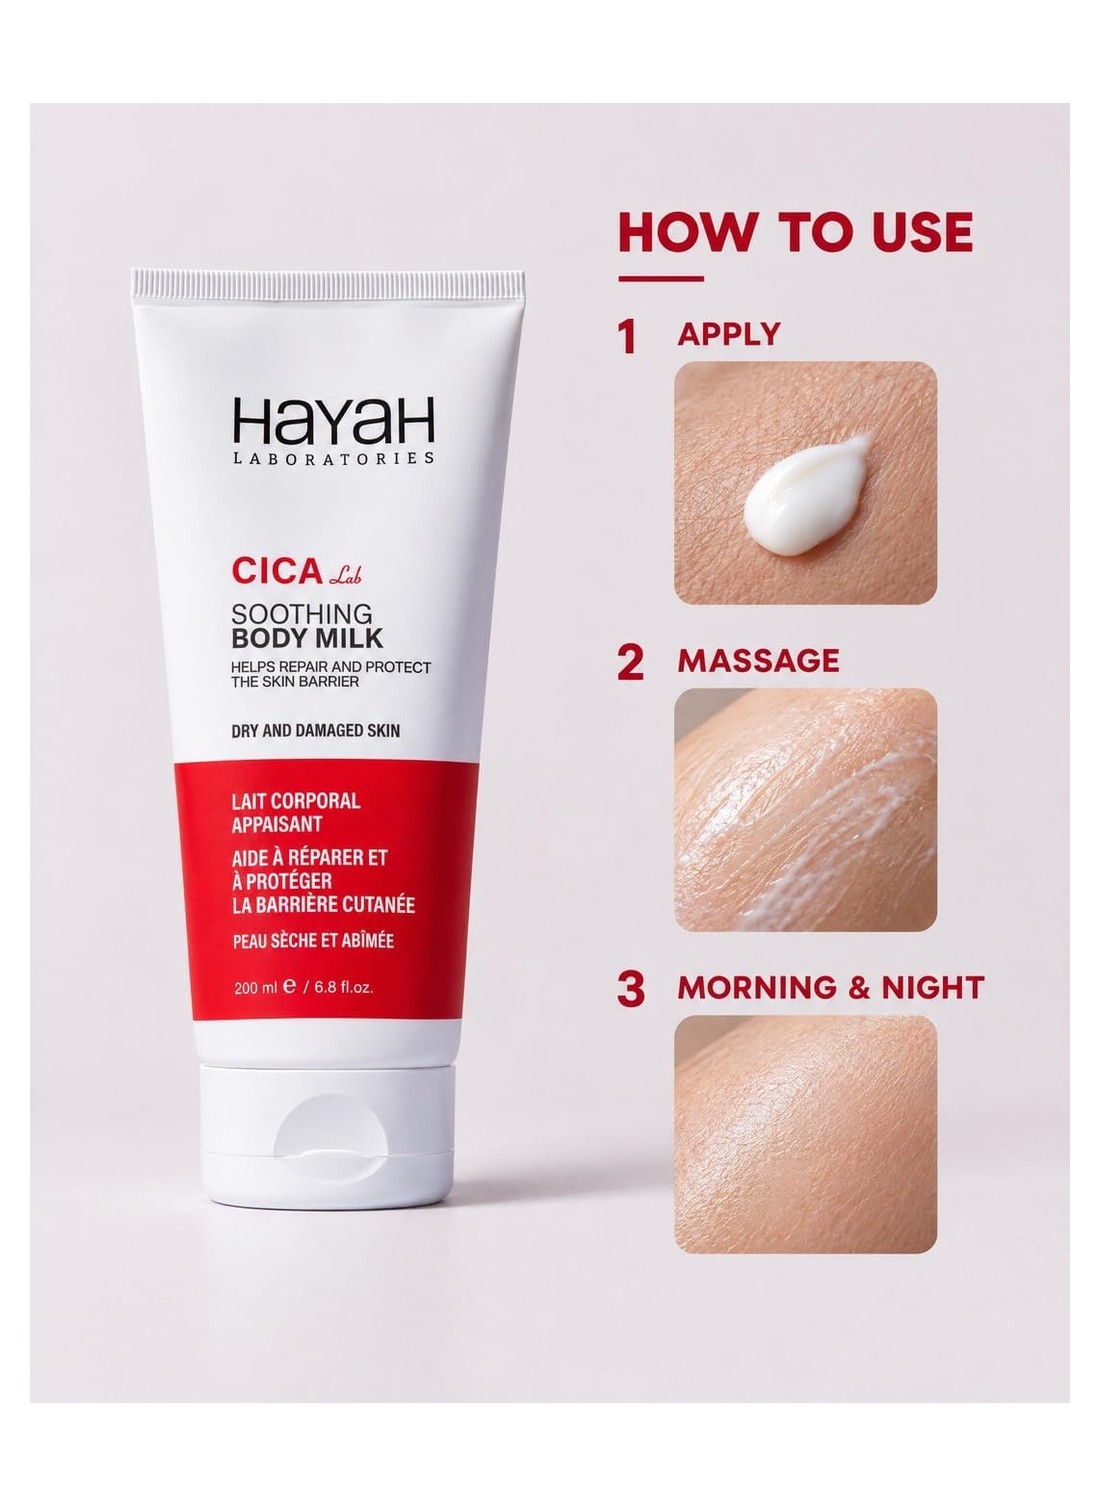 HaYaH
LABORATORIES
CICA Lab
SOOTHING
BODY MILK
HELPS REPAIR AND PROTECT
THE SKIN BARRIER
DRY AND DAMAGED SKIN
LAIT CORPORAL
APPAISANT
AIDE À RÉPARER ET
À PROTÉGER
LA BARRIÈRE CUTANÉE
PEAU SÈCHE ET ABÎMÉE
200 ml e / 6.8 fl.oz.
HOW TO USE
1 APPLY
2 MASSAGE
3 MORNING & NIGHT